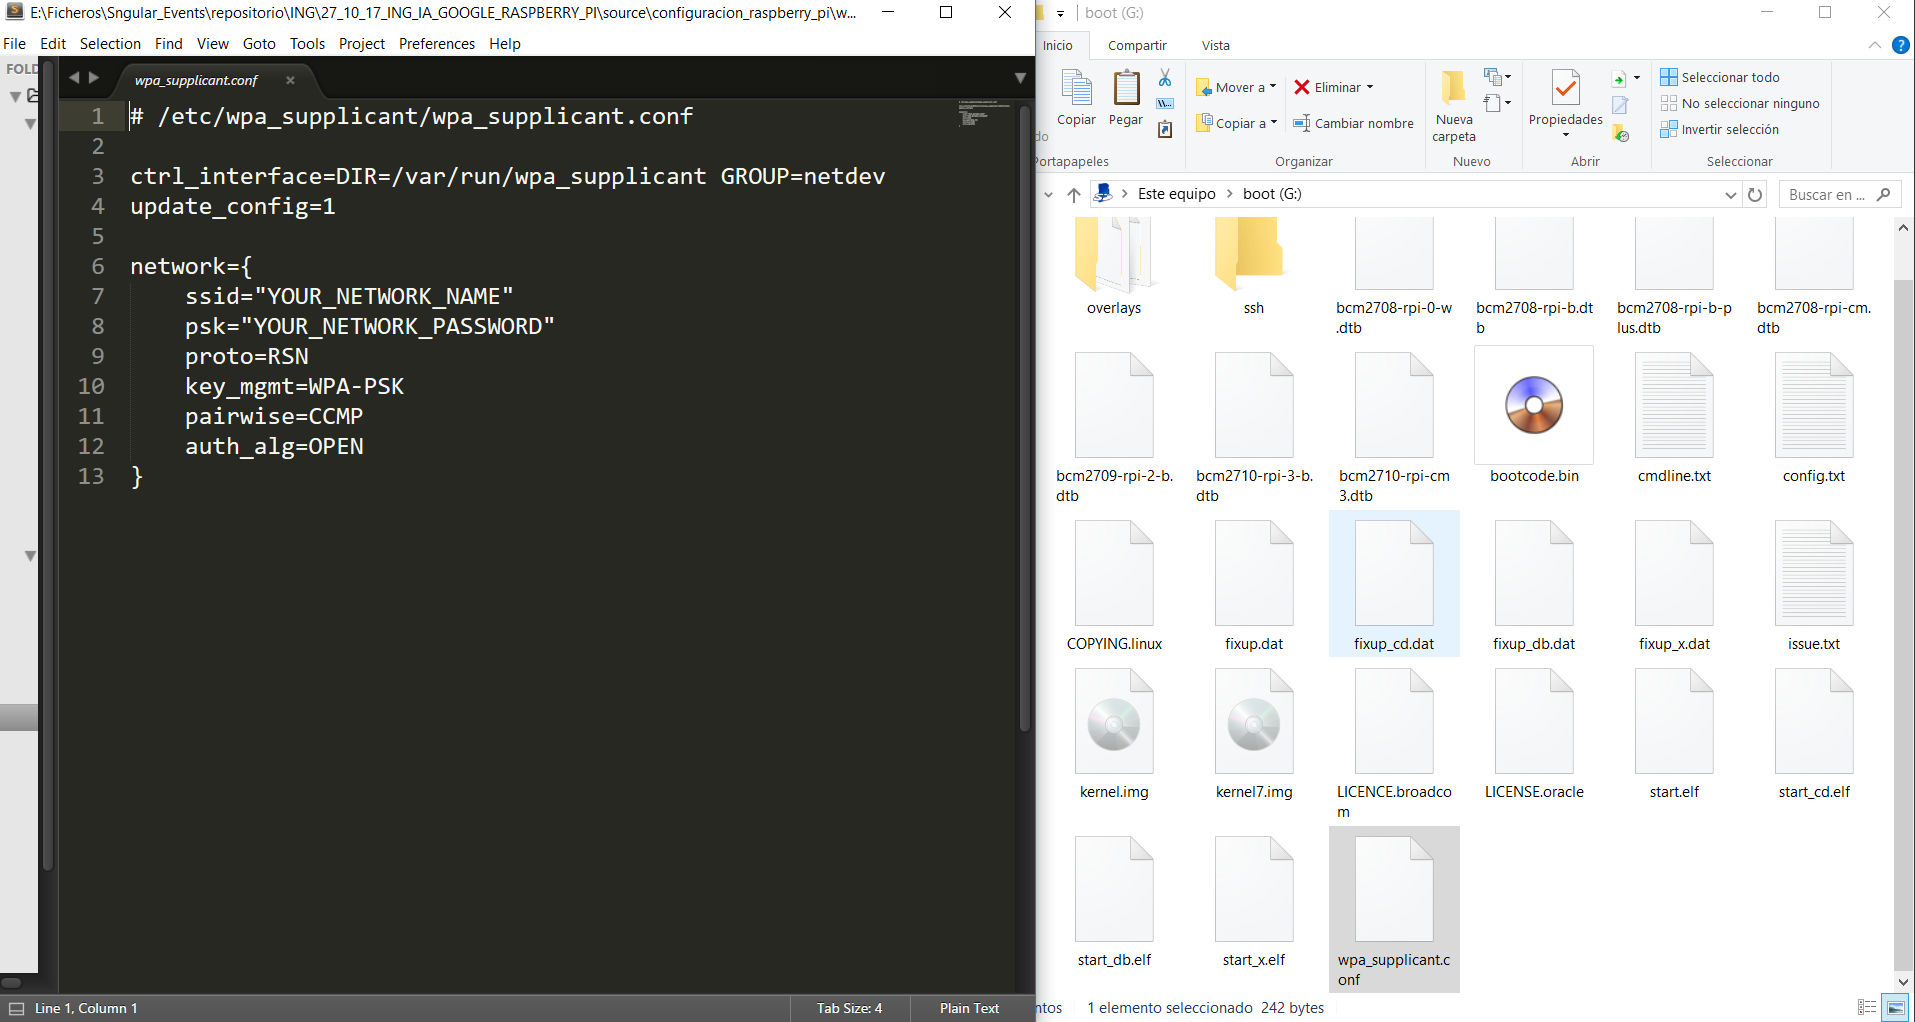 E:\Ficheros\Sngular_Events\repositorio\ING\27_10_17_ING_IA_GOOGLE_RASPBERRY_PI\source\configuracion_raspberry_pi\w...
File Edit Selection Find View Goto Tools Project Preferences Help
FOLD
wpa_supplicant.conf
1 # /etc/wpa_supplicant/wpa_supplicant.conf
2
3 ctrl_interface=DIR=/var/run/wpa_supplicant GROUP=netdev
4 update_config=1
5
6 network={
7 ssid="YOUR_NETWORK_NAME"
8 psk="YOUR_NETWORK_PASSWORD"
9 proto=RSN
10 key_mgmt=WPA-PSK
11 pairwise=CCMP
12 auth_alg=OPEN
13 }
Line 1, Column 1 Tab Size: 4 Plain Text
boot (G:)
Inicio Compartir Vista
Copiar Pegar
Portapapeles
Mover a
Copiar a
Eliminar
Cambiar nombre
Organizar
Nueva
carpeta
Nuevo
Propiedades
Abrir
Seleccionar todo
No seleccionar ninguno
Invertir selección
Seleccionar
Este equipo boot (G:)
Buscar en ...
overlays
ssh
bcm2708-rpi-0-w
.dtb
bcm2708-rpi-b.dt
b
bcm2708-rpi-b-p
lus.dtb
bcm2708-rpi-cm.
dtb
bcm2709-rpi-2-b.
dtb
bcm2710-rpi-3-b.
dtb
bcm2710-rpi-cm
3.dtb
bootcode.bin
cmdline.txt
config.txt
COPYING.linux
fixup.dat
fixup_cd.dat
fixup_db.dat
fixup_x.dat
issue.txt
kernel.img
kernel7.img
LICENCE.broadco
m
LICENSE.oracle
start.elf
start_cd.elf
start_db.elf
start_x.elf
wpa_supplicant.c
onf
ntos 1 elemento seleccionado 242 bytes